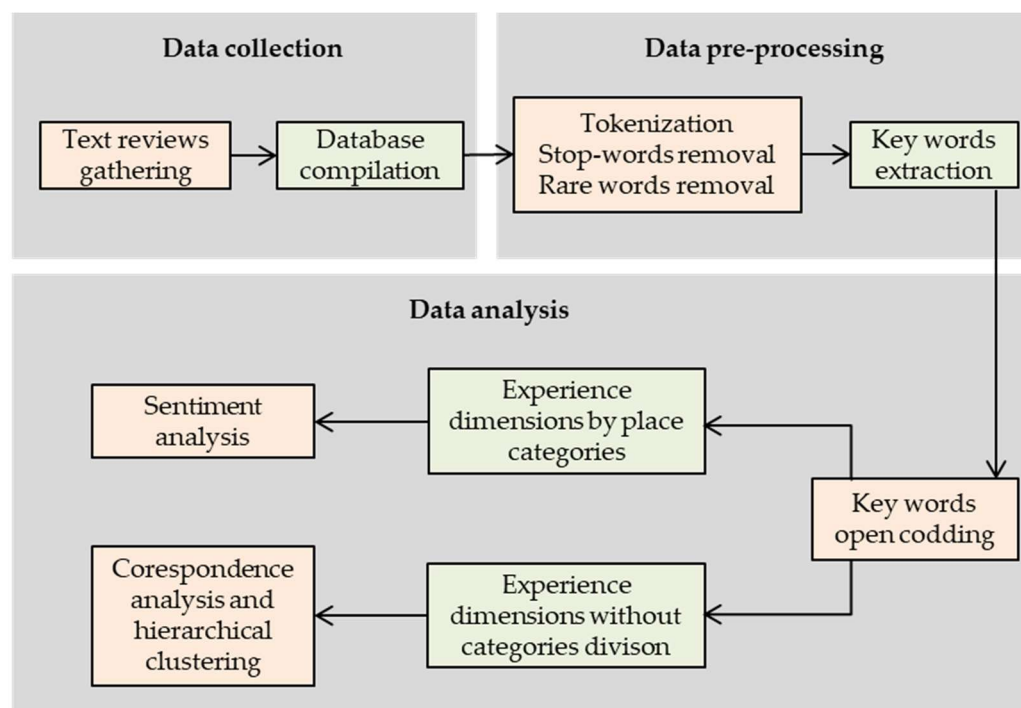 Data collection
Text reviews
gathering
Database
compilation
Data pre-processing
Tokenization
Stop-words removal
Rare words removal
Key words
extraction
Data analysis
Sentiment
analysis
Experience
dimensions by place
categories
Key words
open codding
Corespondence
analysis and
hierarchical
clustering
Experience
dimensions without
categories divison